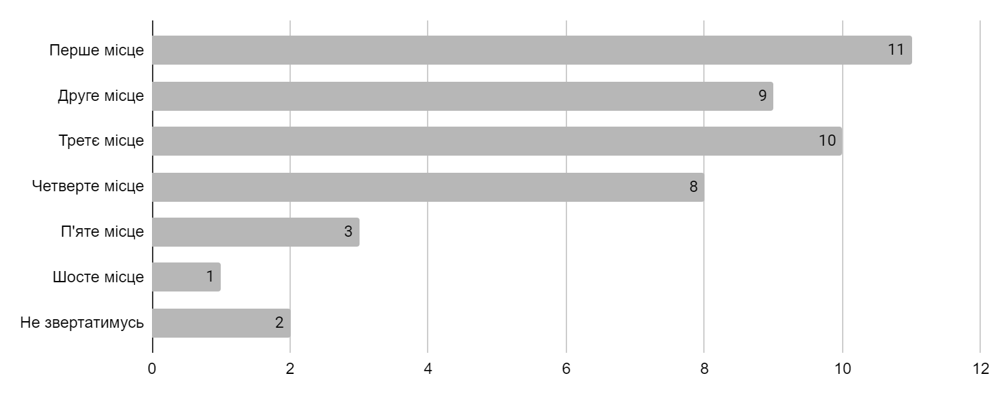 Перше місце 11
Друге місце 9
Третє місце 10
Четверте місце 8
П'яте місце 3
Шосте місце 1
Не звертатимусь 2
0 2 4 6 8 10 12